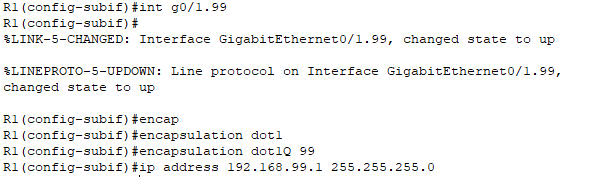 R1(config-subif)#int g0/1.99
R1(config-subif)#
%LINK-5-CHANGED: Interface GigabitEthernet0/1.99, changed state to up
%LINEPROTO-5-UPDOWN: Line protocol on Interface GigabitEthernet0/1.99,
changed state to up
R1(config-subif)#encap
R1(config-subif)#encapsulation dot1
R1(config-subif)#encapsulation dot1Q 99
R1(config-subif)#ip address 192.168.99.1 255.255.255.0